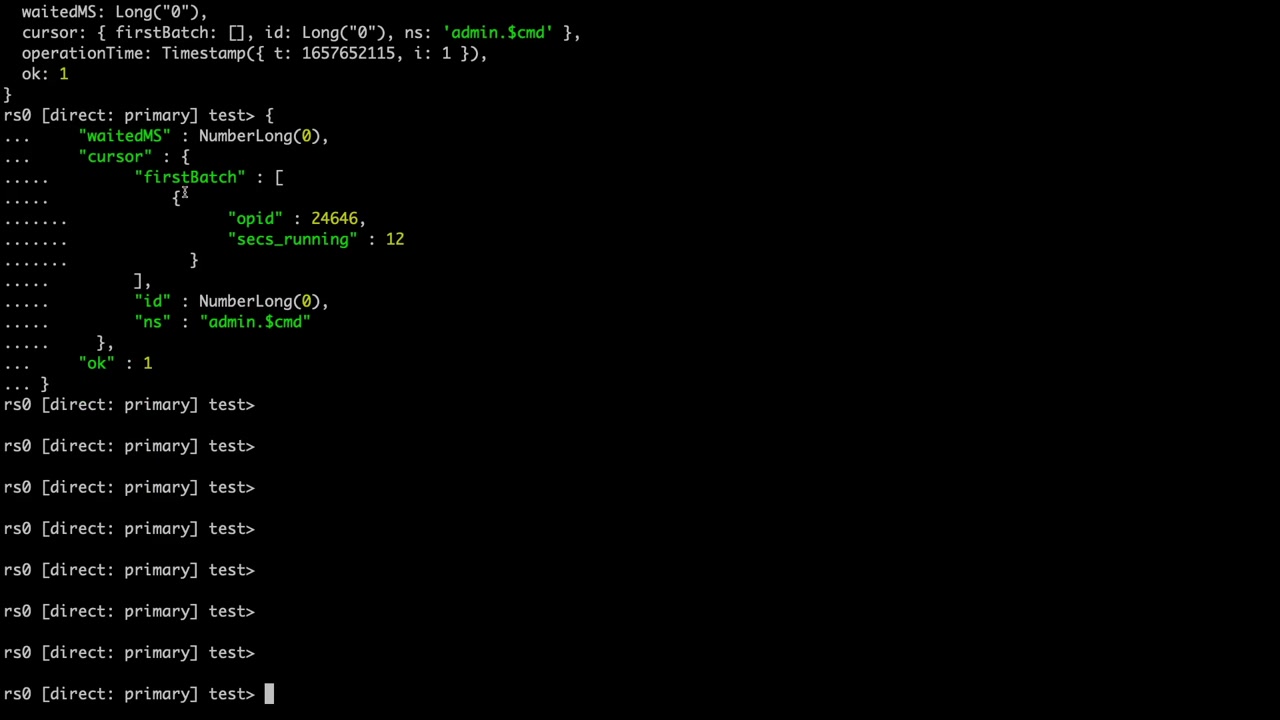 waitedMS: Long("0"),
cursor: { firstBatch: [], id: Long("0"), ns: 'admin.$cmd' },
operationTime: Timestamp({ t: 1657652115, i: 1 }),
ok: 1
}
rs0 [direct: primary] test> {
...     "waitedMS" : NumberLong(0),
...     "cursor" : {
.....         "firstBatch" : [
.....             {
.......                 "opid" : 24646,
.......                 "secs_running" : 12
.......             }
.....         ],
.....         "id" : NumberLong(0),
.....         "ns" : "admin.$cmd"
.....     },
...     "ok" : 1
... }
rs0 [direct: primary] test>
rs0 [direct: primary] test>
rs0 [direct: primary] test>
rs0 [direct: primary] test>
rs0 [direct: primary] test>
rs0 [direct: primary] test>
rs0 [direct: primary] test>
rs0 [direct: primary] test>